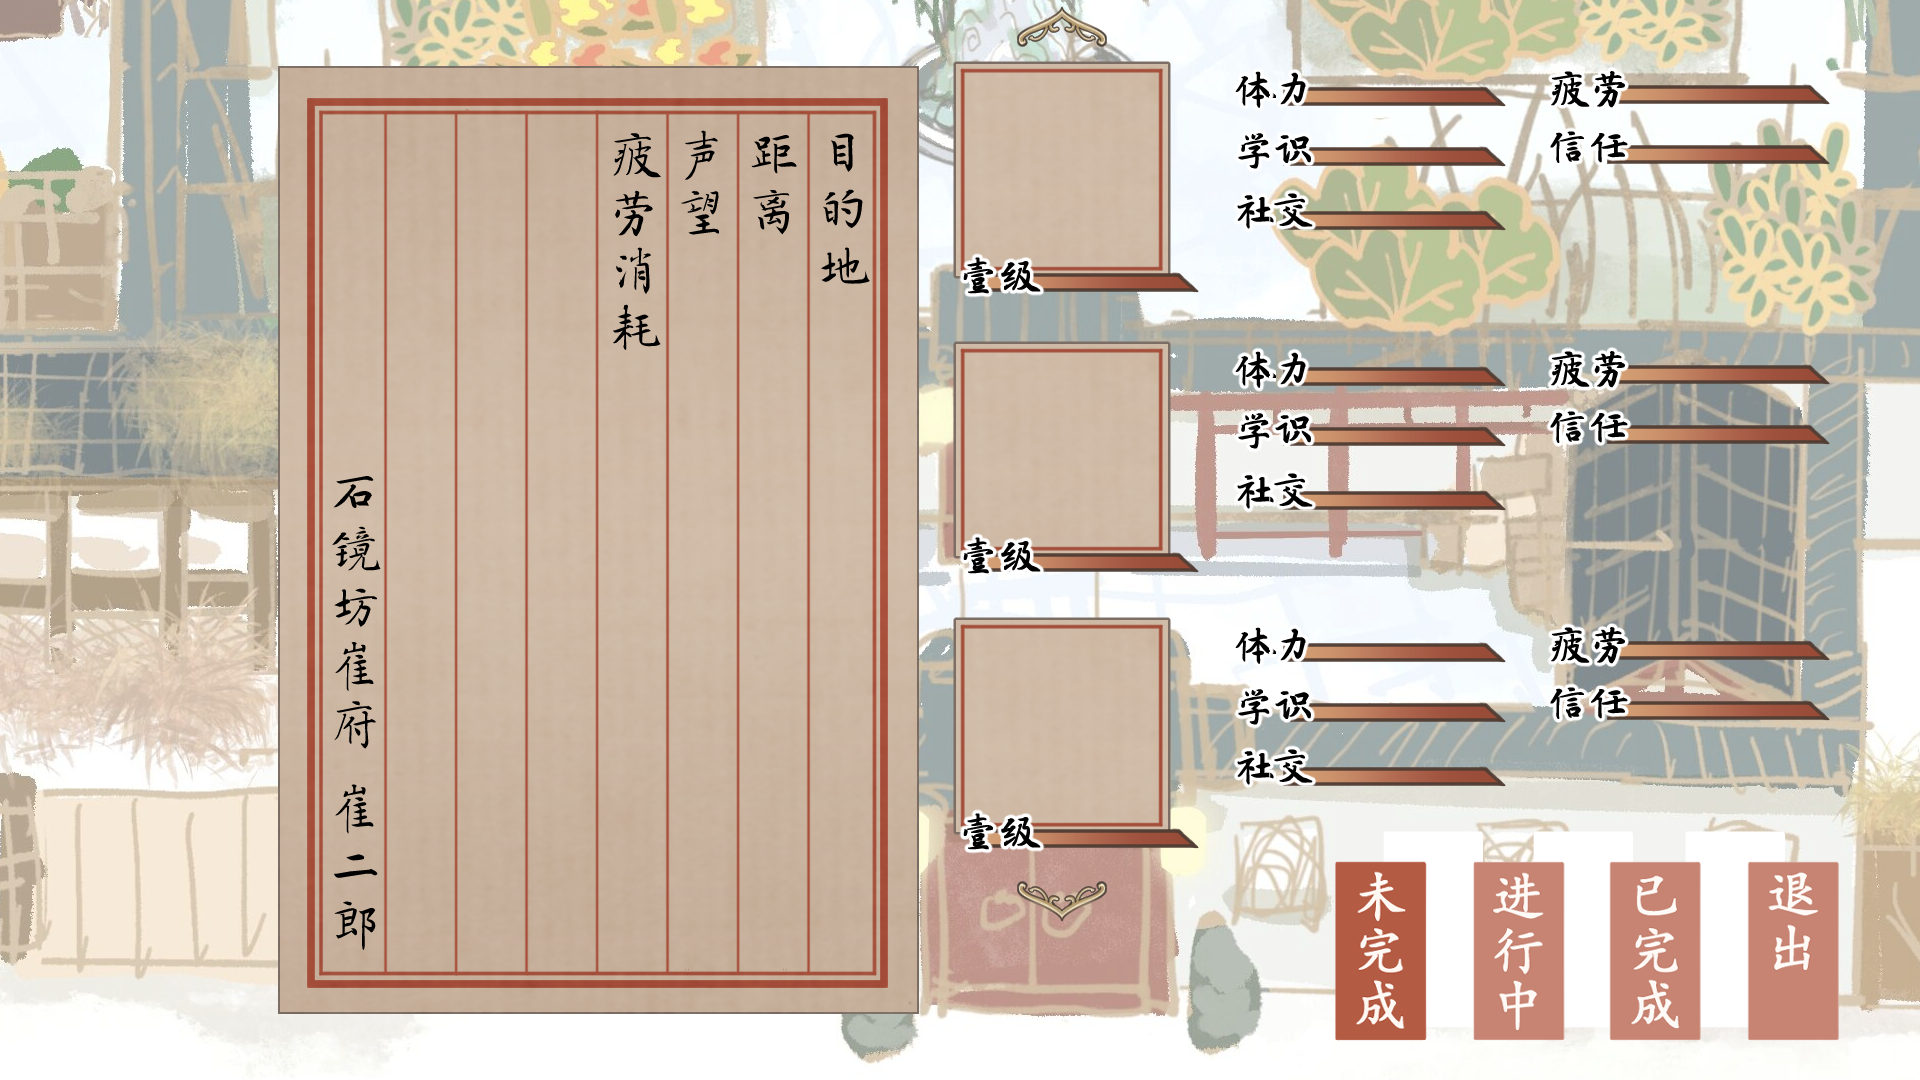 目的地
距离
声望
疲劳消耗
石镜坊崔府 崔二郎
体力
疲劳
学识
信任
社交
壹级
体力
疲劳
学识
信任
社交
壹级
体力
疲劳
学识
信任
社交
壹级
未完成
进行中
已完成
退出